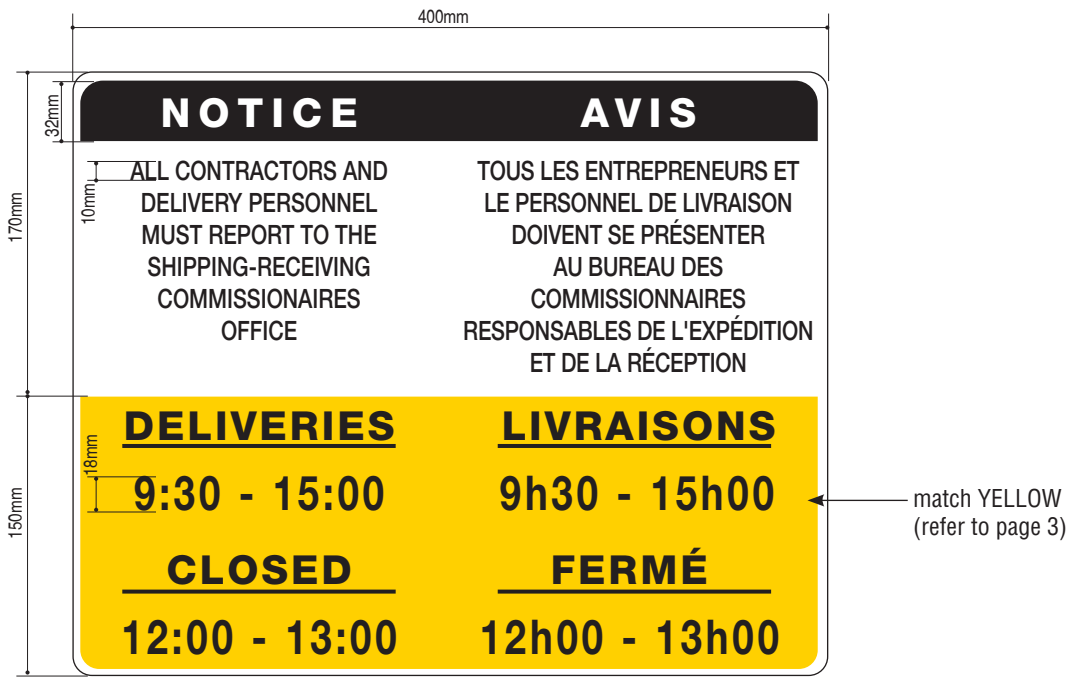 400mm
32mm
170mm
10mm
NOTICE
ALL CONTRACTORS AND
DELIVERY PERSONNEL
MUST REPORT TO THE
SHIPPING-RECEIVING
COMMISSIONAIRES
OFFICE
AVIS
TOUS LES ENTREPRENEURS ET
LE PERSONNEL DE LIVRAISON
DOIVENT SE PRÉSENTER
AU BUREAU DES
COMMISSIONNAIRES
RESPONSABLES DE L'EXPÉDITION
ET DE LA RÉCEPTION
150mm
18mm
DELIVERIES
9:30 - 15:00
CLOSED
12:00 - 13:00
LIVRAISONS
9h30 - 15h00
FERMÉ
12h00 - 13h00
match YELLOW
(refer to page 3)